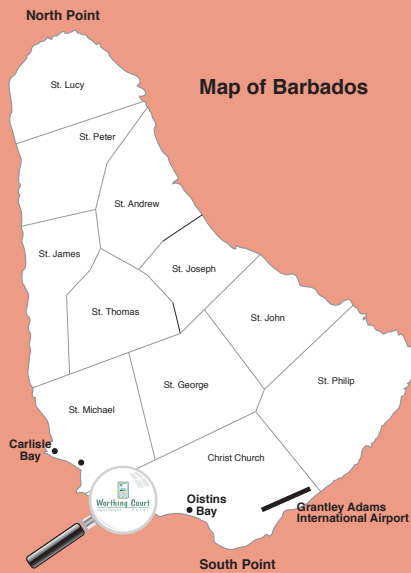 North Point
Map of Barbados
St. Lucy
St. Peter
St. Andrew
St. James
St. Joseph
St. Thomas
St. John
St. George
St. Philip
St. Michael
Carlisle
Bay
Christ Church
Worthing Court
apartment hotel
Oistins
Bay
Grantley Adams
International Airport
South Point